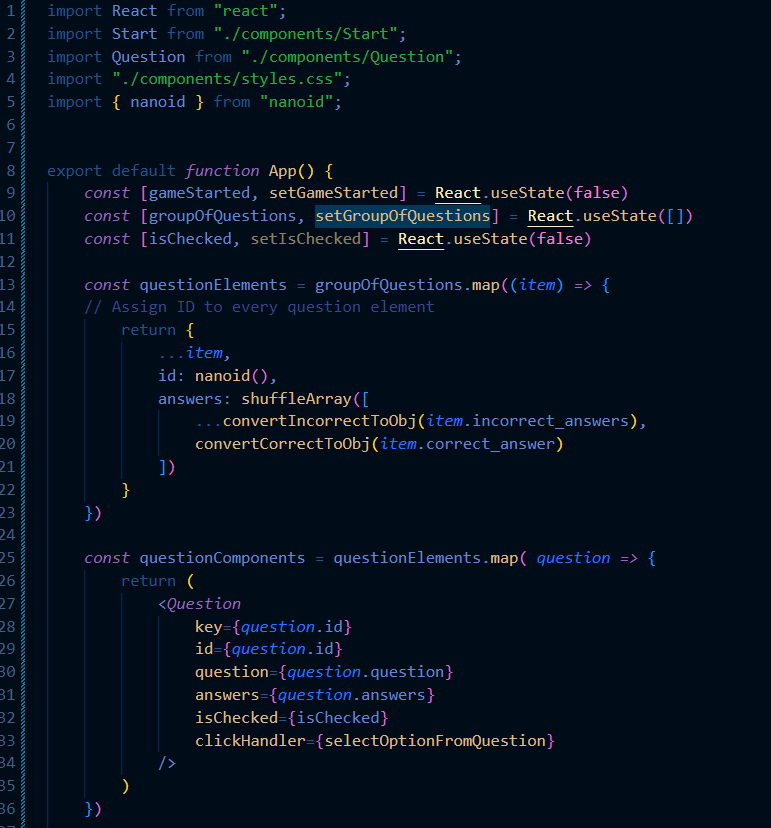 1 import React from "react";
2 import Start from "./components/Start";
3 import Question from "./components/Question";
4 import "./components/styles.css";
5 import { nanoid } from "nanoid";
6
7
8 export default function App() {
9 const [gameStarted, setGameStarted] = React.useState(false)
10 const [groupOfQuestions, setGroupOfQuestions] = React.useState([])
11 const [isChecked, setIsChecked] = React.useState(false)
12
13 const questionElements = groupOfQuestions.map((item) => {
14 // Assign ID to every question element
15 return {
16 ...item,
17 id: nanoid(),
18 answers: shuffleArray([
19 ...convertIncorrectToObj(item.incorrect_answers),
20 convertCorrectToObj(item.correct_answer)
21 ])
22 }
23 })
24
25 const questionComponents = questionElements.map( question => {
26 return (
27 <Question
28 key={question.id}
29 id={question.id}
30 question={question.question}
31 answers={question.answers}
32 isChecked={isChecked}
33 clickHandler={selectOptionFromQuestion}
34 />
35 )
36 })